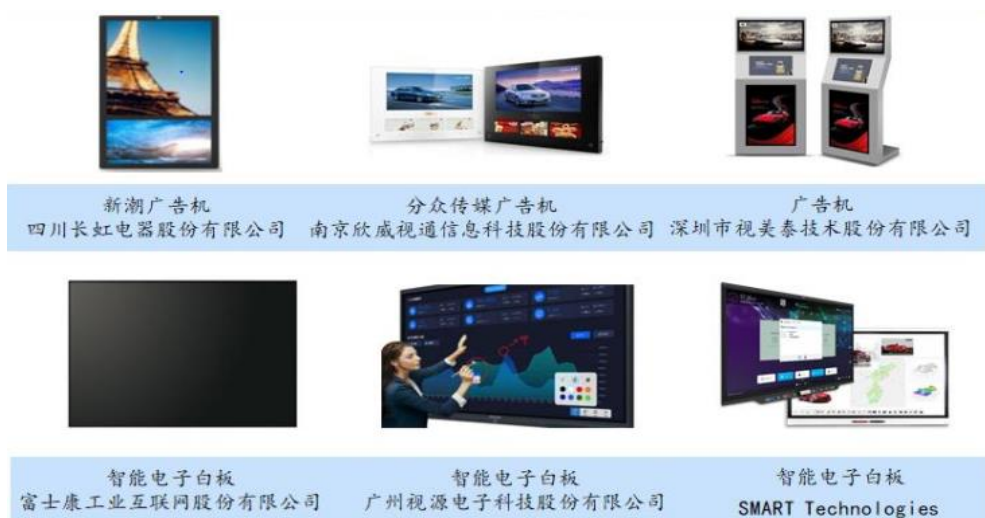 新潮广告机
四川长虹电器股份有限公司
分众传媒广告机
南京欣威视通信息科技股份有限公司
广告机
深圳市视美泰技术股份有限公司
智能电子白板
富士康工业互联网股份有限公司
智能电子白板
广州视源电子科技股份有限公司
智能电子白板
SMART Technologies